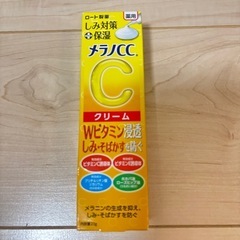 ロート製薬
薬用
しみ対策
+保湿
メラノCC
C
クリーム
Wビタミン浸透
しみ・そばかすを防ぐ
メラニンの生成を抑え、
しみ・そばかすを防ぐ